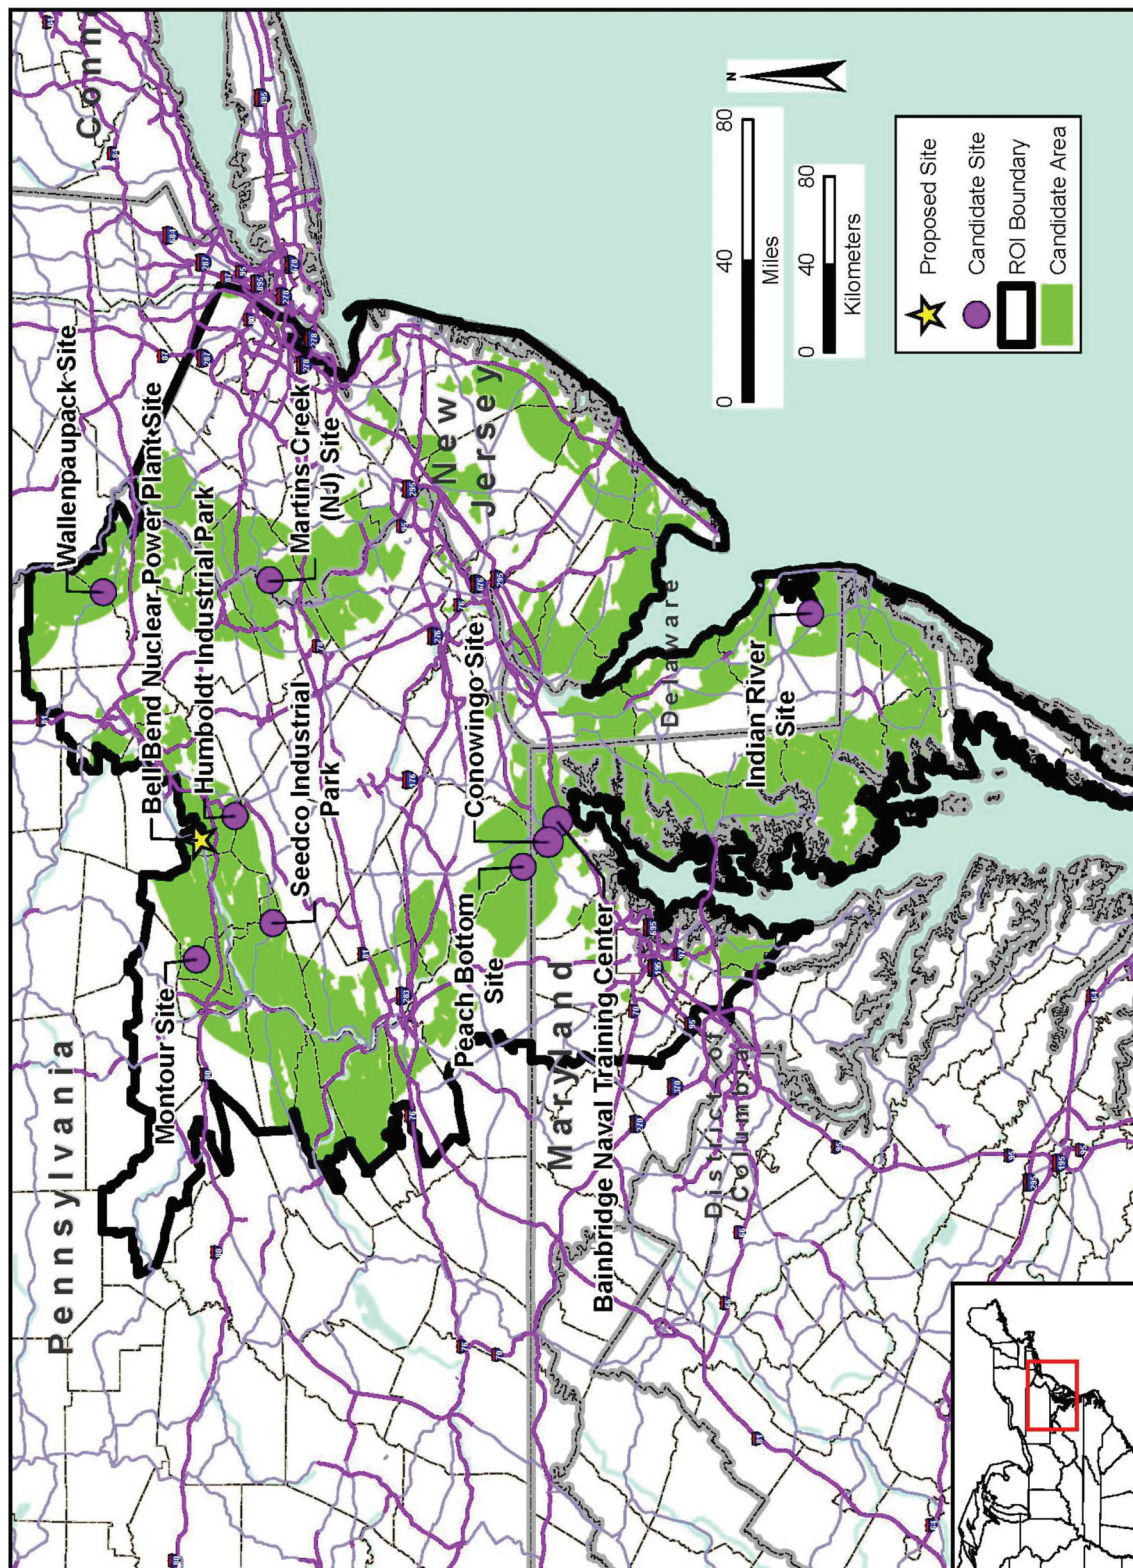 Pennsylvania
Conn
Wallenpaupack Site
Bell Bend Nuclear Power Plant Site
Humboldt Industrial Park
Montour Site
Seedco Industrial
Park
Martins Creek
(NJ) Site
New
Jersey
Conowingo Site
Peach Bottom
Site
Maryland
Bainbridge Naval Training Center
Delaware
Indian River
Site
District of
Columbia
N
0 40 80
Miles
0 40 80
Kilometers
Proposed Site
Candidate Site
ROI Boundary
Candidate Area